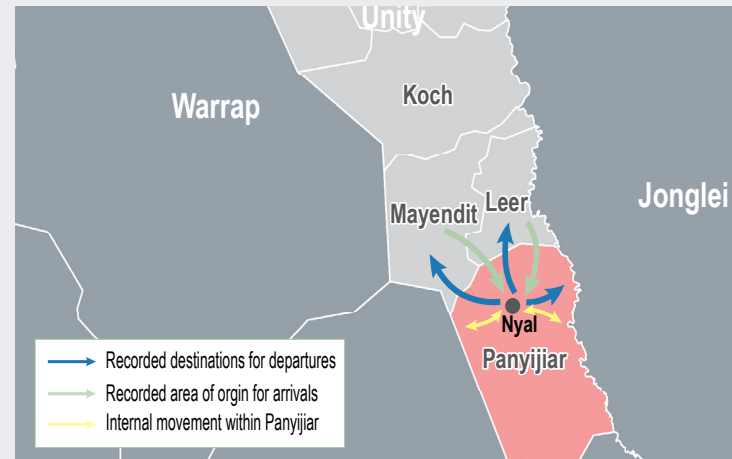 Unity
Koch
Warrap
Jonglei
Leer
Mayendit
Nyal
Panyijiar
Recorded destinations for departures
Recorded area of orgin for arrivals
Internal movement within Panyijiar